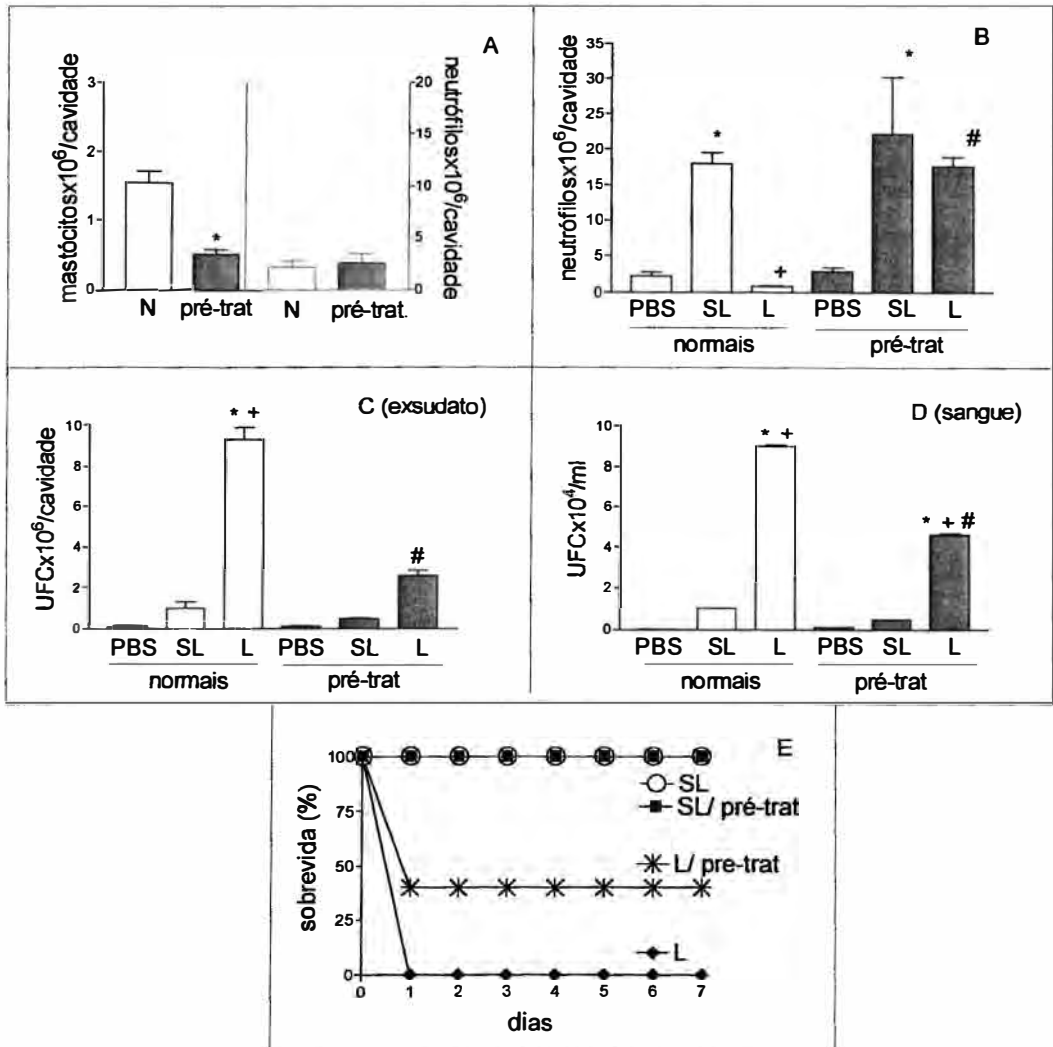 A
mastócitosx10⁶/cavidade
3
2
1
0
*
N pré-trat N pré-trat.
20
15
10
5
0
neutrófilosx10⁶/cavidade
B
neutrófilosx10⁶/cavidade
35
30
25
20
15
10
5
0
* + * #
PBS SL L PBS SL L
normais pré-trat
C (exsudato)
UFCx10⁶/cavidade
10
8
6
4
2
0
* + #
PBS SL L PBS SL L
normais pré-trat
D (sangue)
UFCx10⁴/ml
10
8
6
4
2
0
* + * + #
PBS SL L PBS SL L
normais pré-trat
E
sobrevida (%)
100
75
50
25
0
SL
SL/ pré-trat
L/ pre-trat
L
0 1 2 3 4 5 6 7
dias